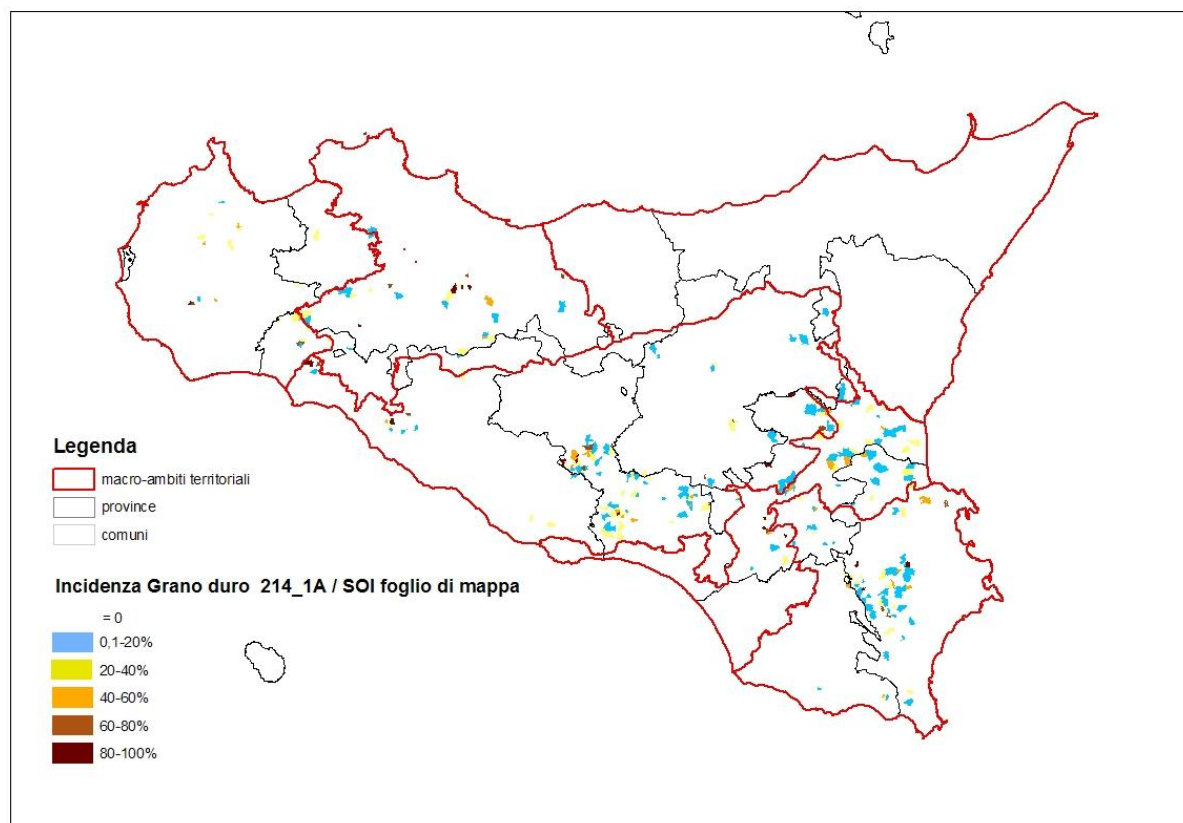 Legenda
macro-ambiti territoriali
province
comuni
Incidenza Grano duro 214_1A / SOI foglio di mappa
= 0
0,1-20%
20-40%
40-60%
60-80%
80-100%